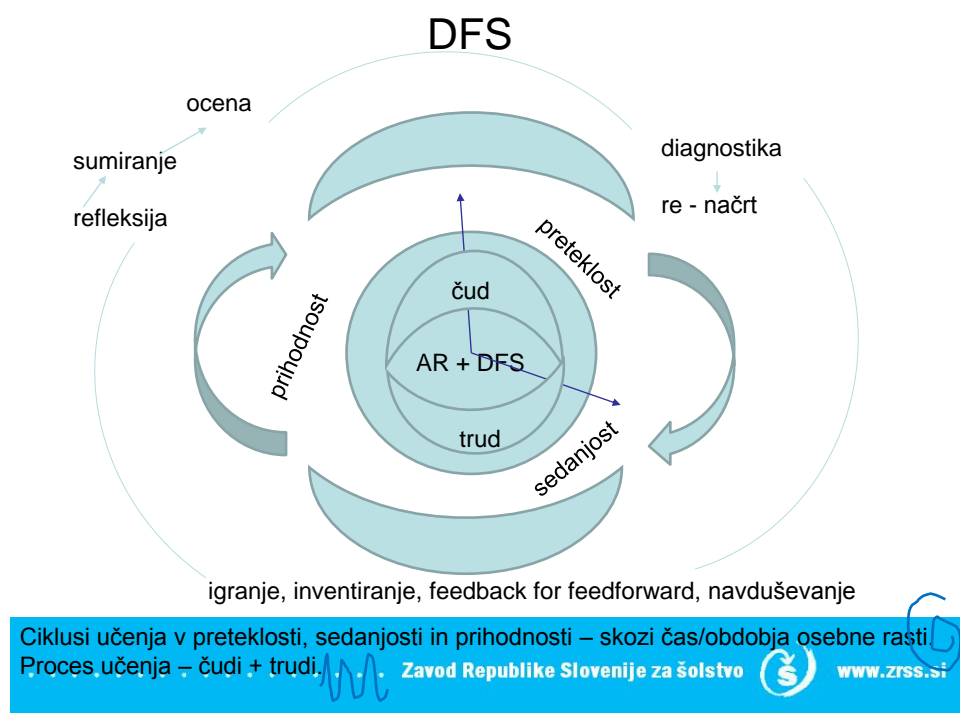 DFS
ocena
sumiranje
refleksija
diagnostika
re - načrt
preteklost
prihodnost
čud
AR + DFS
trud
sedanjost
igranje, inventiranje, feedback for feedforward, navduševanje
Ciklusi učenja v preteklosti, sedanjosti in prihodnosti – skozi čas/obdobja osebne rasti.
Proces učenja – čudi + trudi.
Zavod Republike Slovenije za šolstvo
š
www.zrss.si